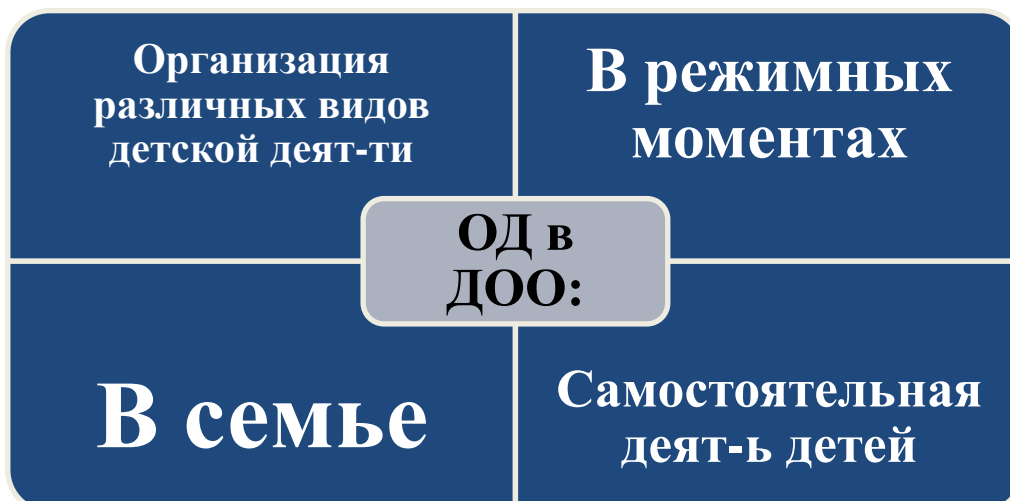 Организация
различных видов
детской деят-ти
В режимных
моментах
ОД в
ДОО:
В семье
Самостоятельная
деят-ь детей